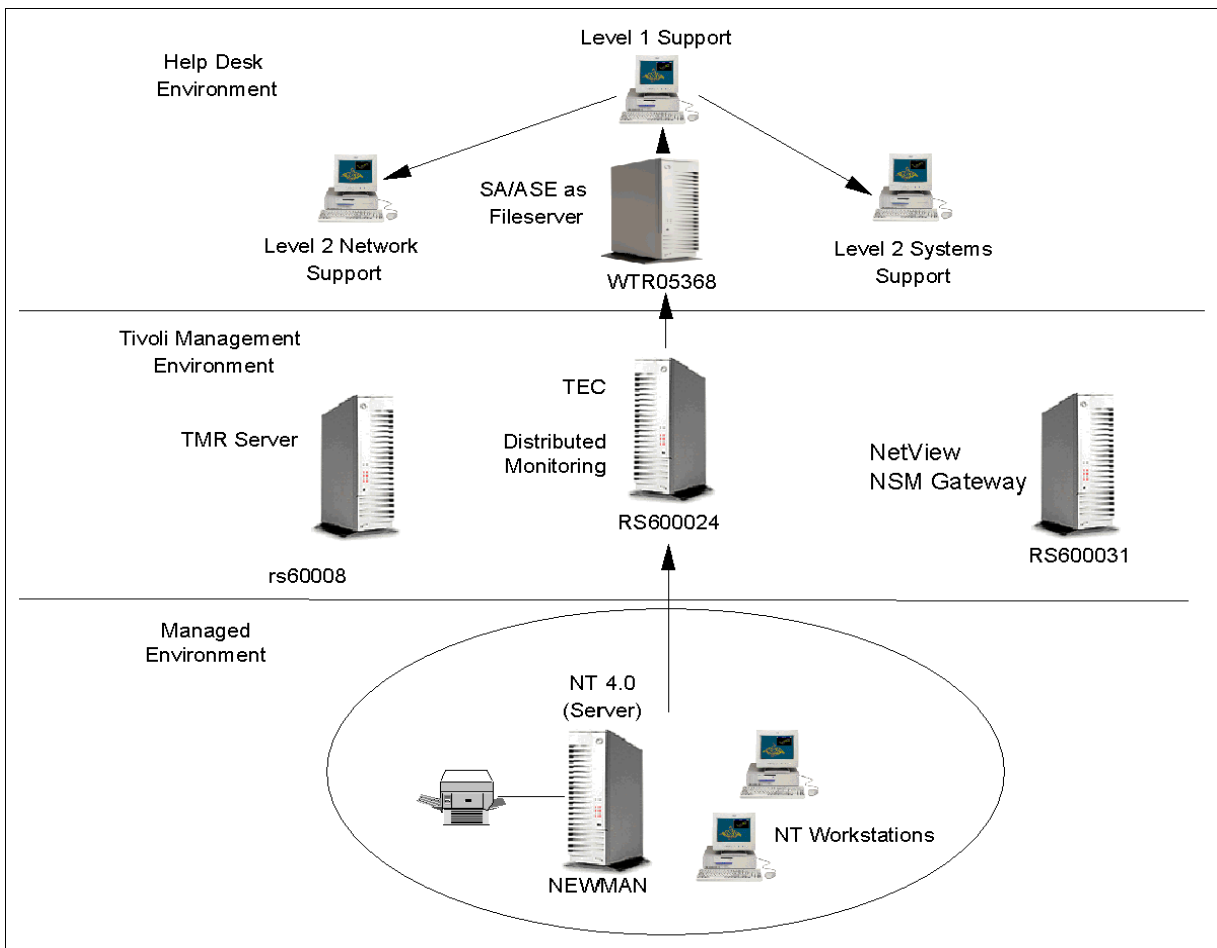 Level 1 Support
Help Desk
Environment
SA/ASE as
Fileserver
Level 2 Network
Support
Level 2 Systems
Support
WTR05368
Tivoli Management
Environment
TMR Server
TEC
Distributed
Monitoring
NetView
NSM Gateway
RS600024
RS600031
rs60008
Managed
Environment
NT 4.0
(Server)
NT Workstations
NEWMAN